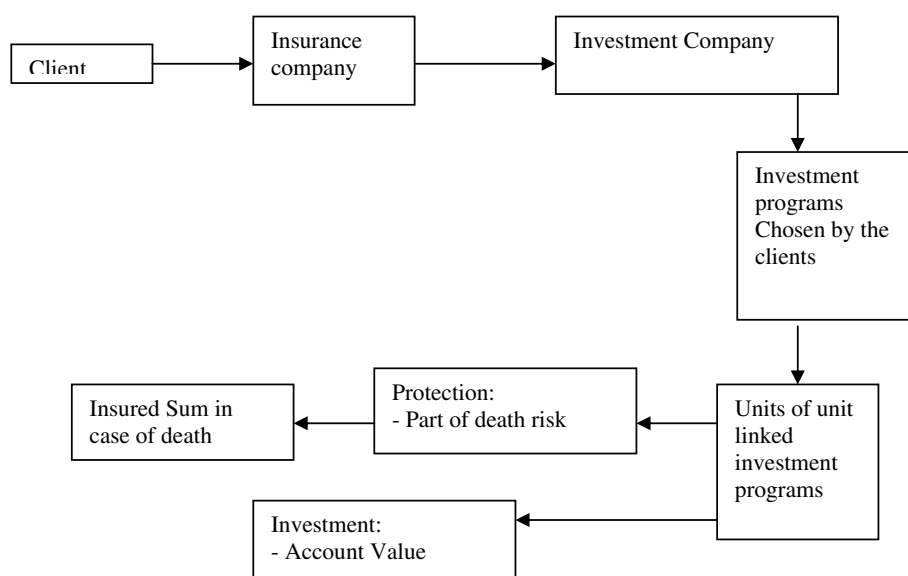 Client
Insurance
company
Investment Company
Investment
programs
Chosen by the
clients
Units of unit
linked
investment
programs
Protection:
- Part of death risk
Insured Sum in
case of death
Investment:
- Account Value